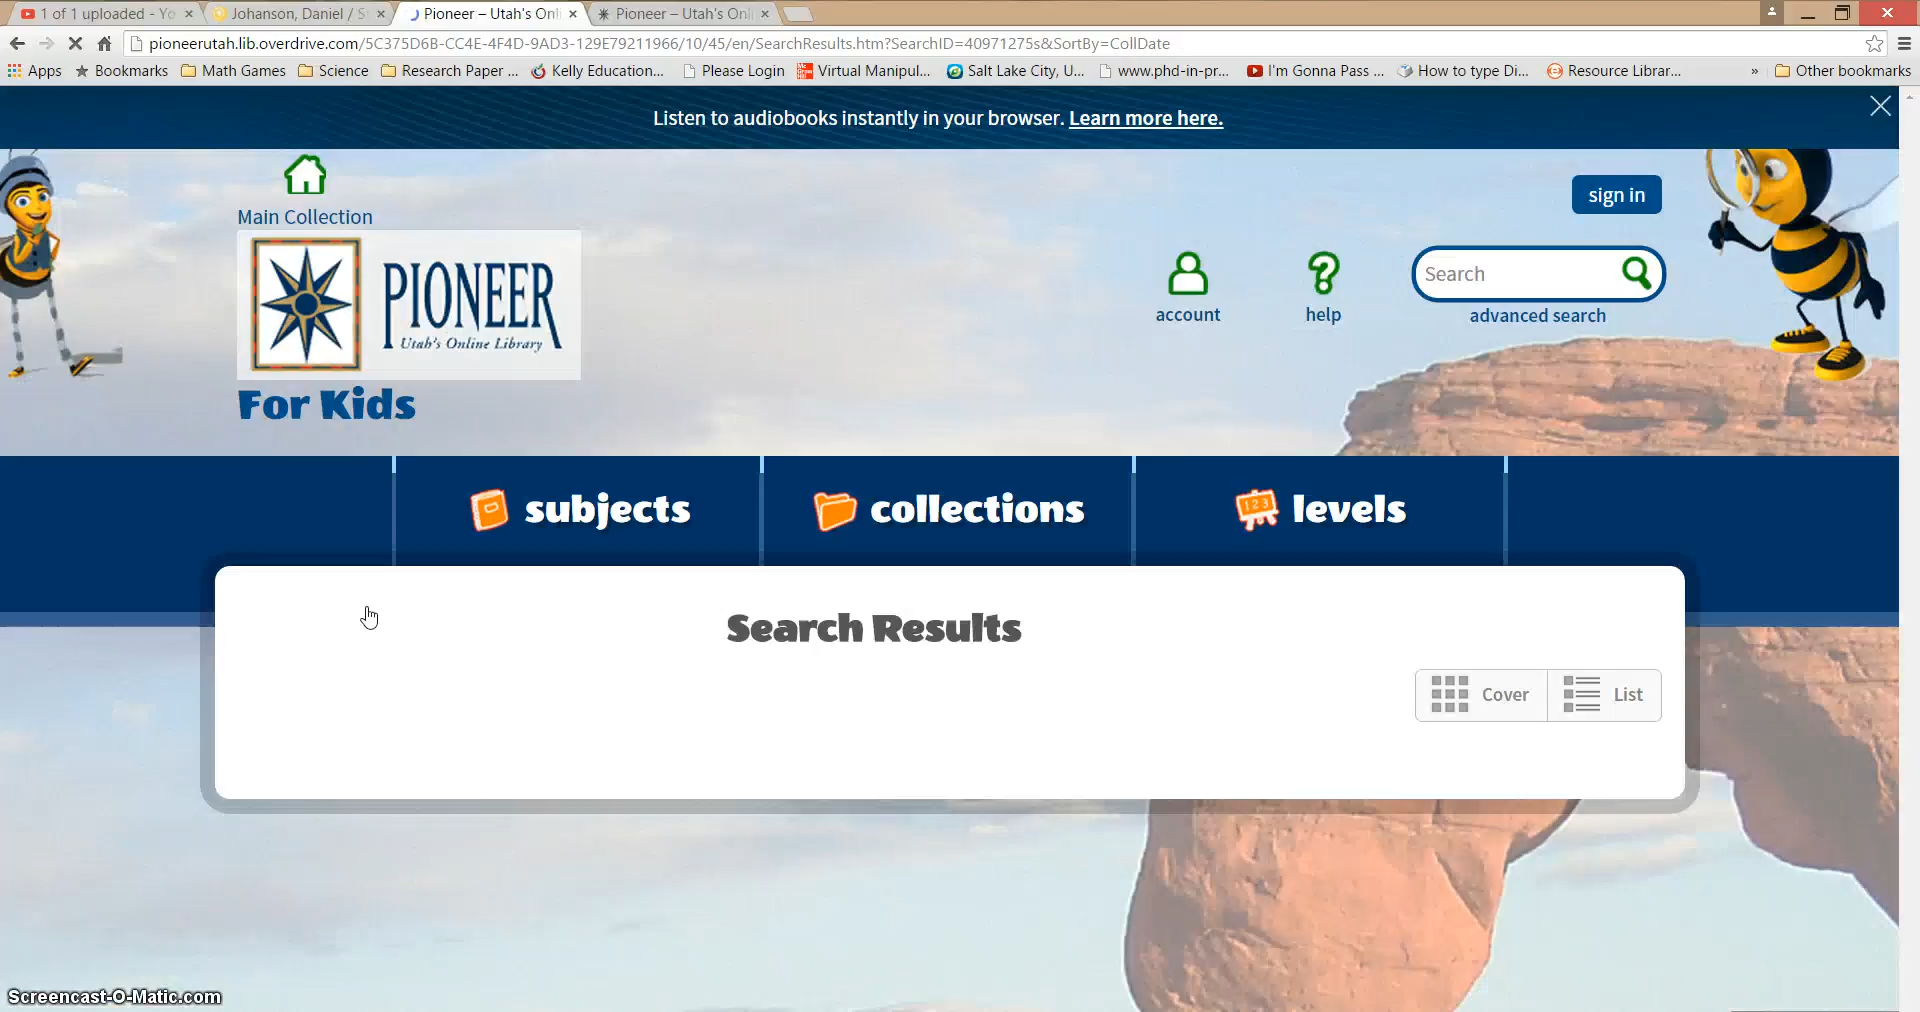 1 of 1 uploaded - Yo
Johanson, Daniel / S
Pioneer – Utah's Onl
Pioneer – Utah's Onl
pioneerutah.lib.overdrive.com/5C375D6B-CC4E-4F4D-9AD3-129E79211966/10/45/en/SearchResults.htm?SearchID=40971275s&SortBy=CollDate
Apps Bookmarks Math Games Science Research Paper ... Kelly Education... Please Login Virtual Manipul... Salt Lake City, U... www.phd-in-pr... I'm Gonna Pass ... How to type Di... Resource Librar... » Other bookmarks
Listen to audiobooks instantly in your browser. Learn more here.
Main Collection
sign in
PIONEER
Utah's Online Library
For Kids
account
help
Search
advanced search
subjects
collections
1 2 3
levels
Search Results
Cover
List
Screencast-O-Matic.com